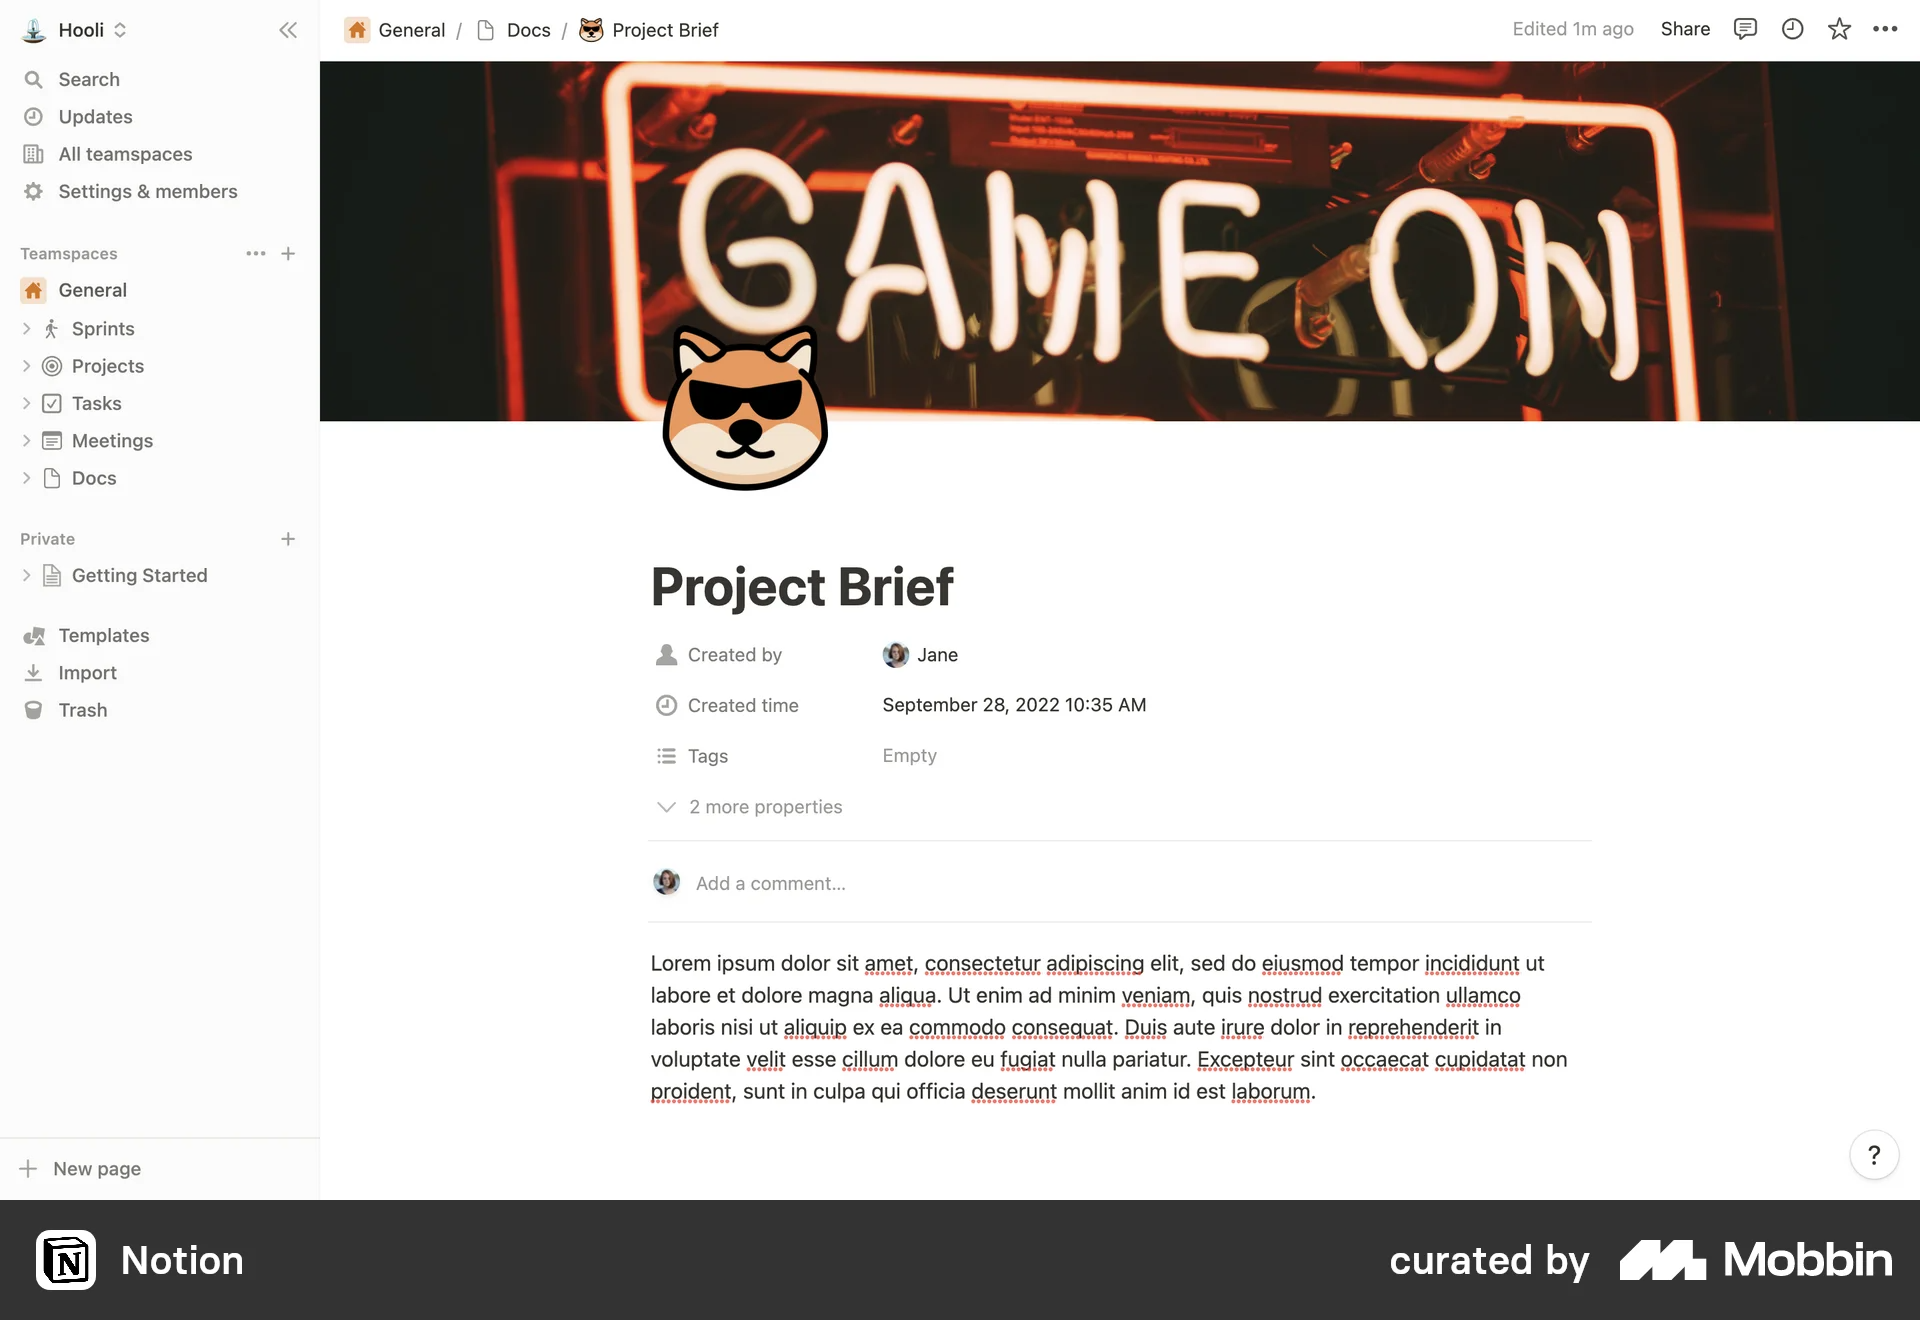 Hooli
Search
Updates
All teamspaces
Settings & members
Teamspaces
General
Sprints
Projects
Tasks
Meetings
Docs
Private
Getting Started
Templates
Import
Trash
New page
General / Docs / Project Brief
Edited 1m ago Share
GAME ON
Project Brief
Created by Jane
Created time September 28, 2022 10:35 AM
Tags Empty
2 more properties
Add a comment...
Lorem ipsum dolor sit amet, consectetur adipiscing elit, sed do eiusmod tempor incididunt ut
labore et dolore magna aliqua. Ut enim ad minim veniam, quis nostrud exercitation ullamco
laboris nisi ut aliquip ex ea commodo consequat. Duis aute irure dolor in reprehenderit in
voluptate velit esse cillum dolore eu fugiat nulla pariatur. Excepteur sint occaecat cupidatat non
proident, sunt in culpa qui officia deserunt mollit anim id est laborum.
?
N Notion
curated by Mobbin